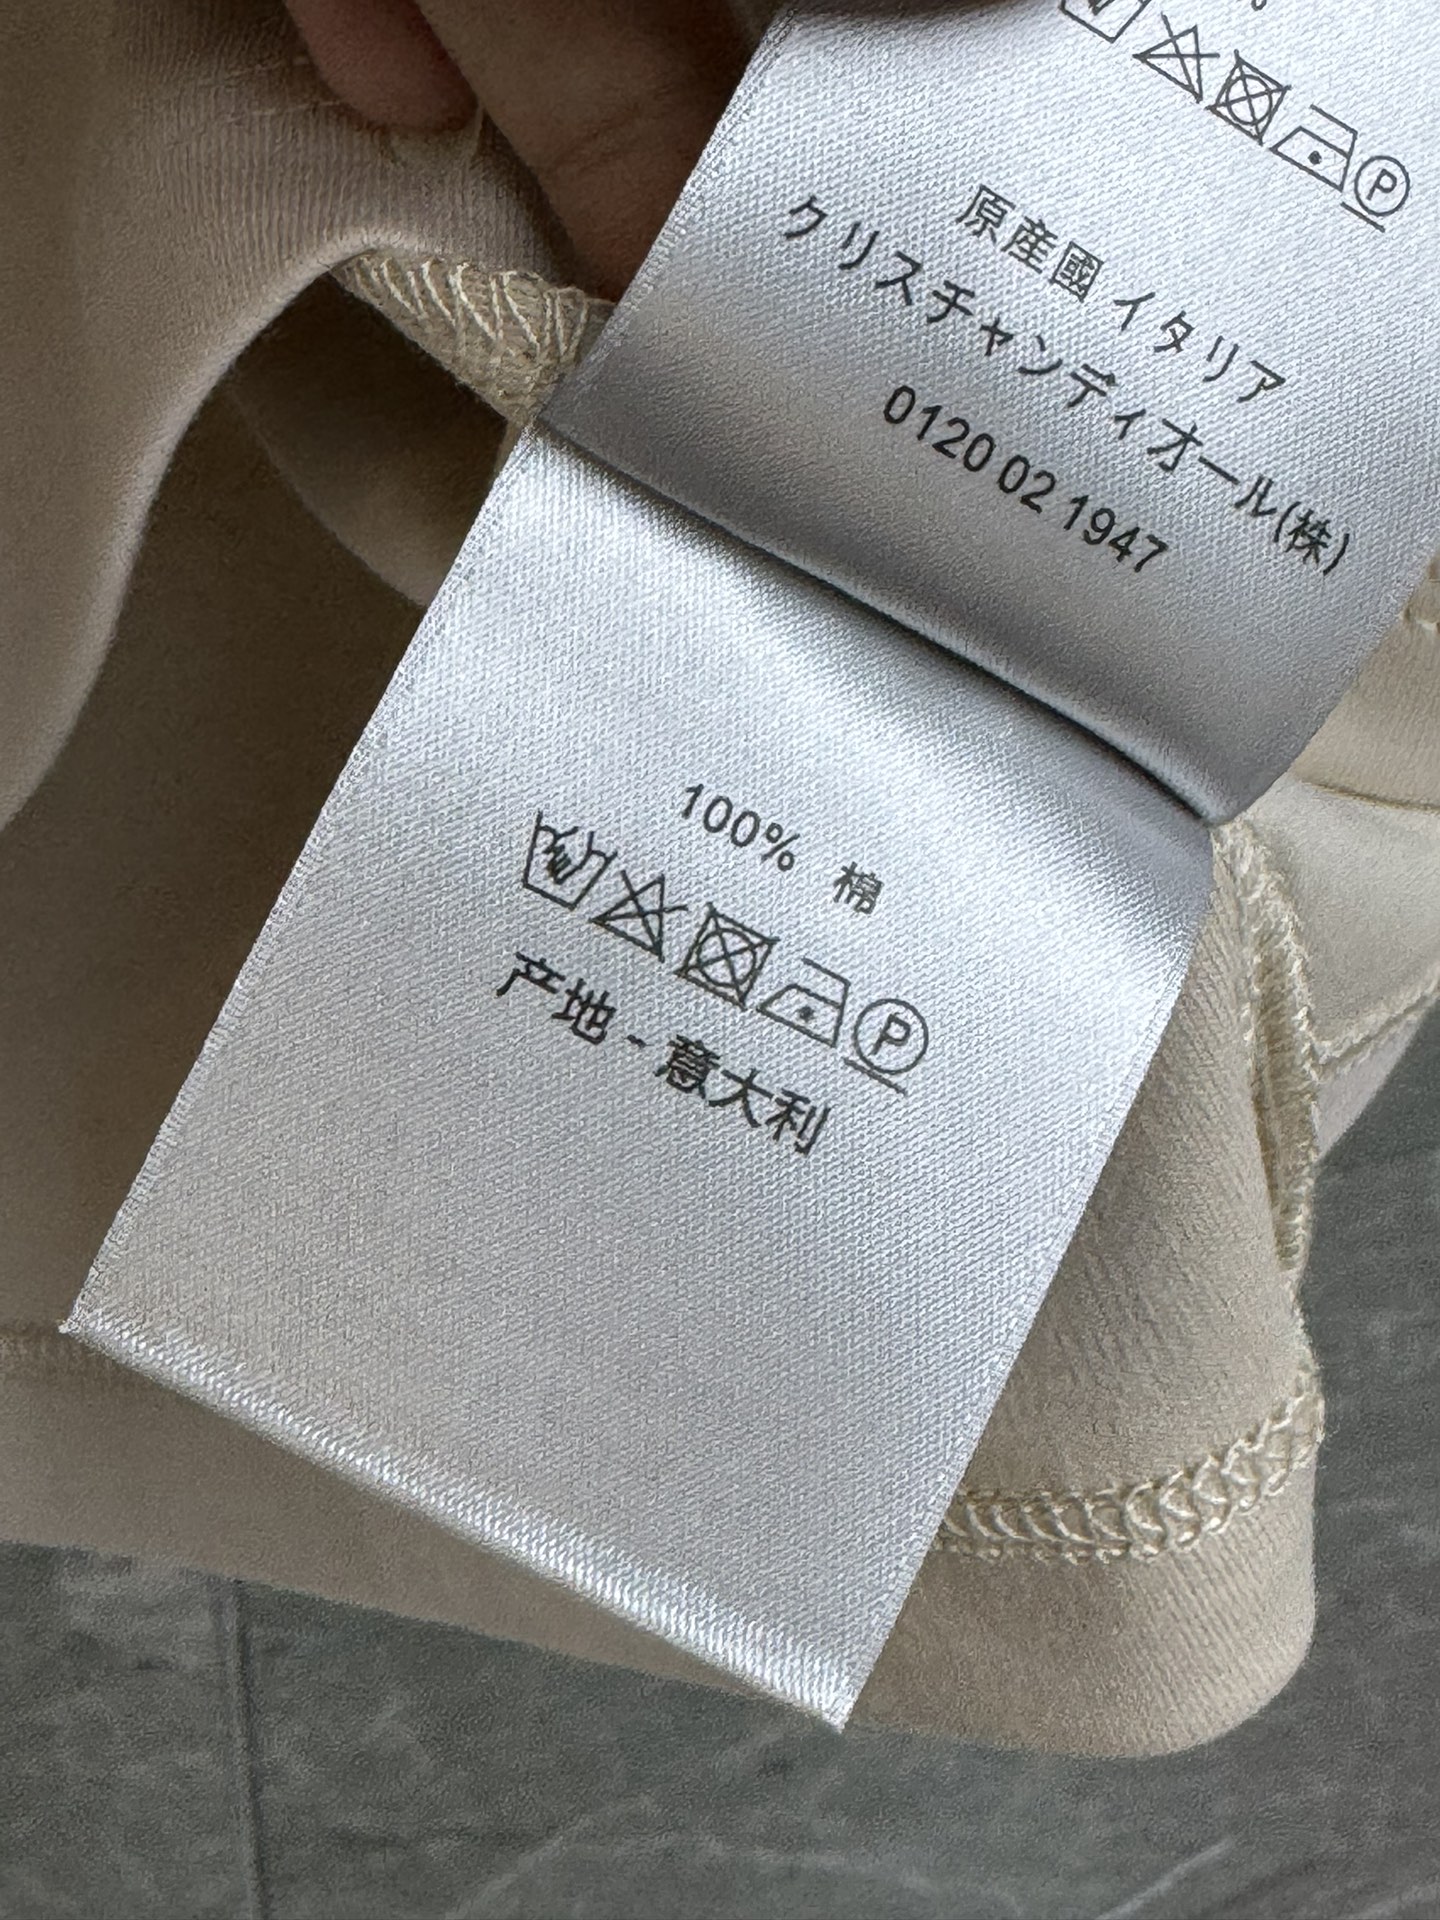 原産國 イタリア
クリスチャンディオール(株)
0120 02 1947
100% 棉
P
产地 - 意大利